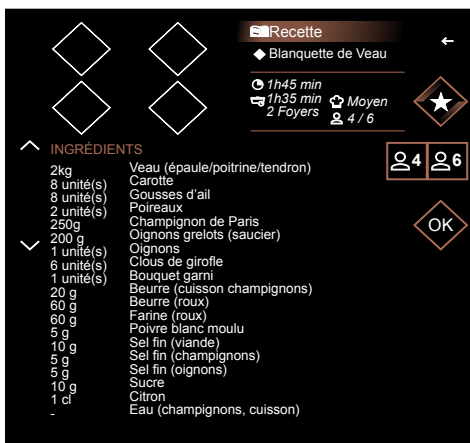 Recette
Blanquette de Veau
1h45 min
1h35 min
2 Foyers
Moyen
4 / 6
INGRÉDIENTS
4 6
OK
2kg Veau (épaule/poitrine/tendron)
8 unité(s) Carotte
8 unité(s) Gousses d'ail
2 unité(s) Poireaux
250g Champignon de Paris
200 g Oignons grelots (saucier)
1 unité(s) Oignons
6 unité(s) Clous de girofle
1 unité(s) Bouquet garni
20 g Beurre (cuisson champignons)
60 g Beurre (roux)
60 g Farine (roux)
5 g Poivre blanc moulu
10 g Sel fin (viande)
5 g Sel fin (champignons)
5 g Sel fin (oignons)
10 g Sucre
1 cl Citron
- Eau (champignons, cuisson)